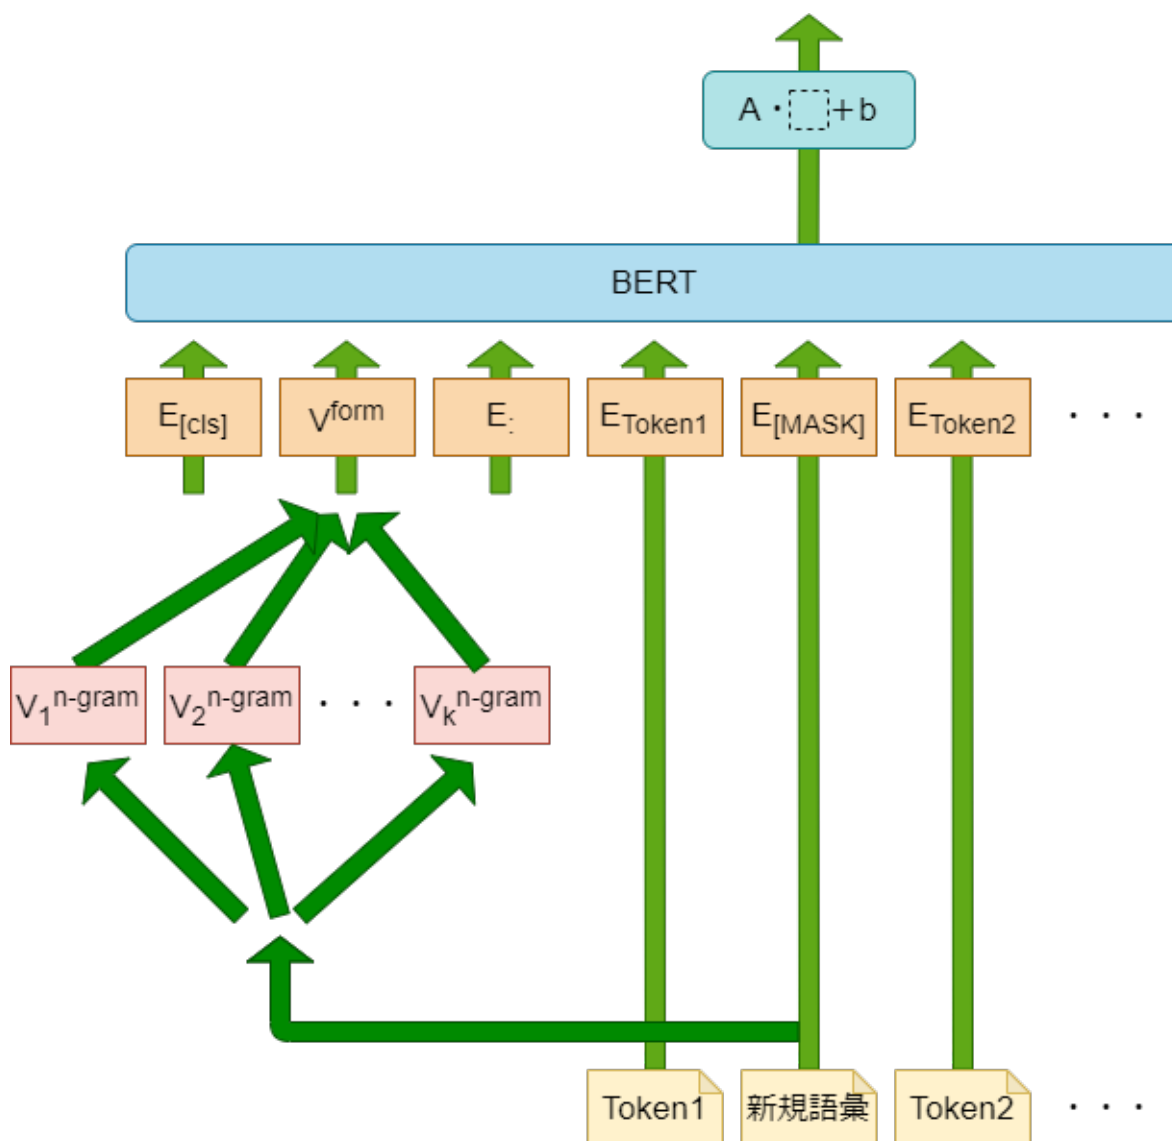 A・+b
BERT
E[cls] Vform E: EToken1 E[MASK] EToken2 ・・・
V1n-gram V2n-gram ・・・ Vkn-gram
Token1 新規語彙 Token2 ・・・